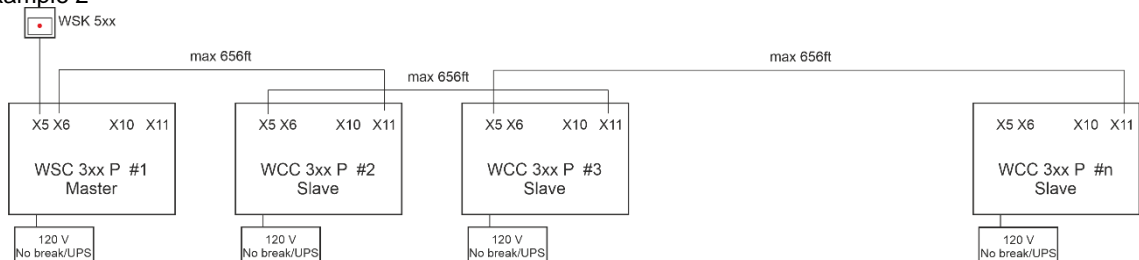 WSK 5xx
max 656ft
max 656ft
max 656ft
X5 X6 X10 X11
WSC 3xx P #1
Master
X5 X6 X10 X11
WCC 3xx P #2
Slave
X5 X6 X10 X11
WCC 3xx P #3
Slave
X5 X6 X10 X11
WCC 3xx P #n
Slave
120 V
No break/UPS
120 V
No break/UPS
120 V
No break/UPS
120 V
No break/UPS